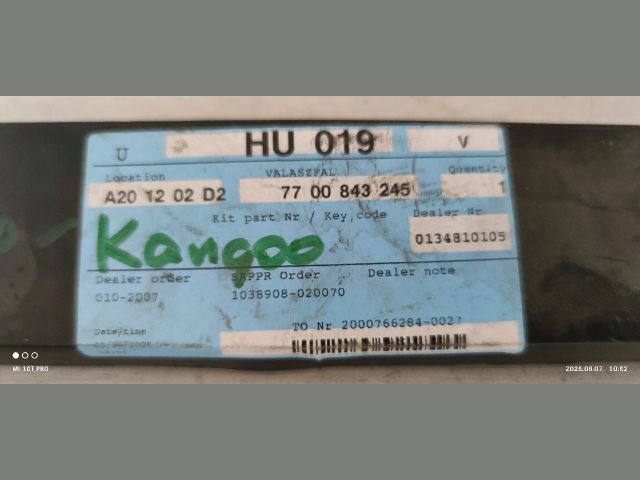 U HU 019 V
Location VALASZFAL Quantity
A20 12 02 D2 77 00 843 245 1
Kit part Nr / Key code Dealer Nr
0134810105
Kangoo
Dealer order SAPPR Order Dealer note
010-2007 1038908-020070
TO Nr 2000766284-0027
Date/time
MI 10T PRO
2025.08.07. 10:52